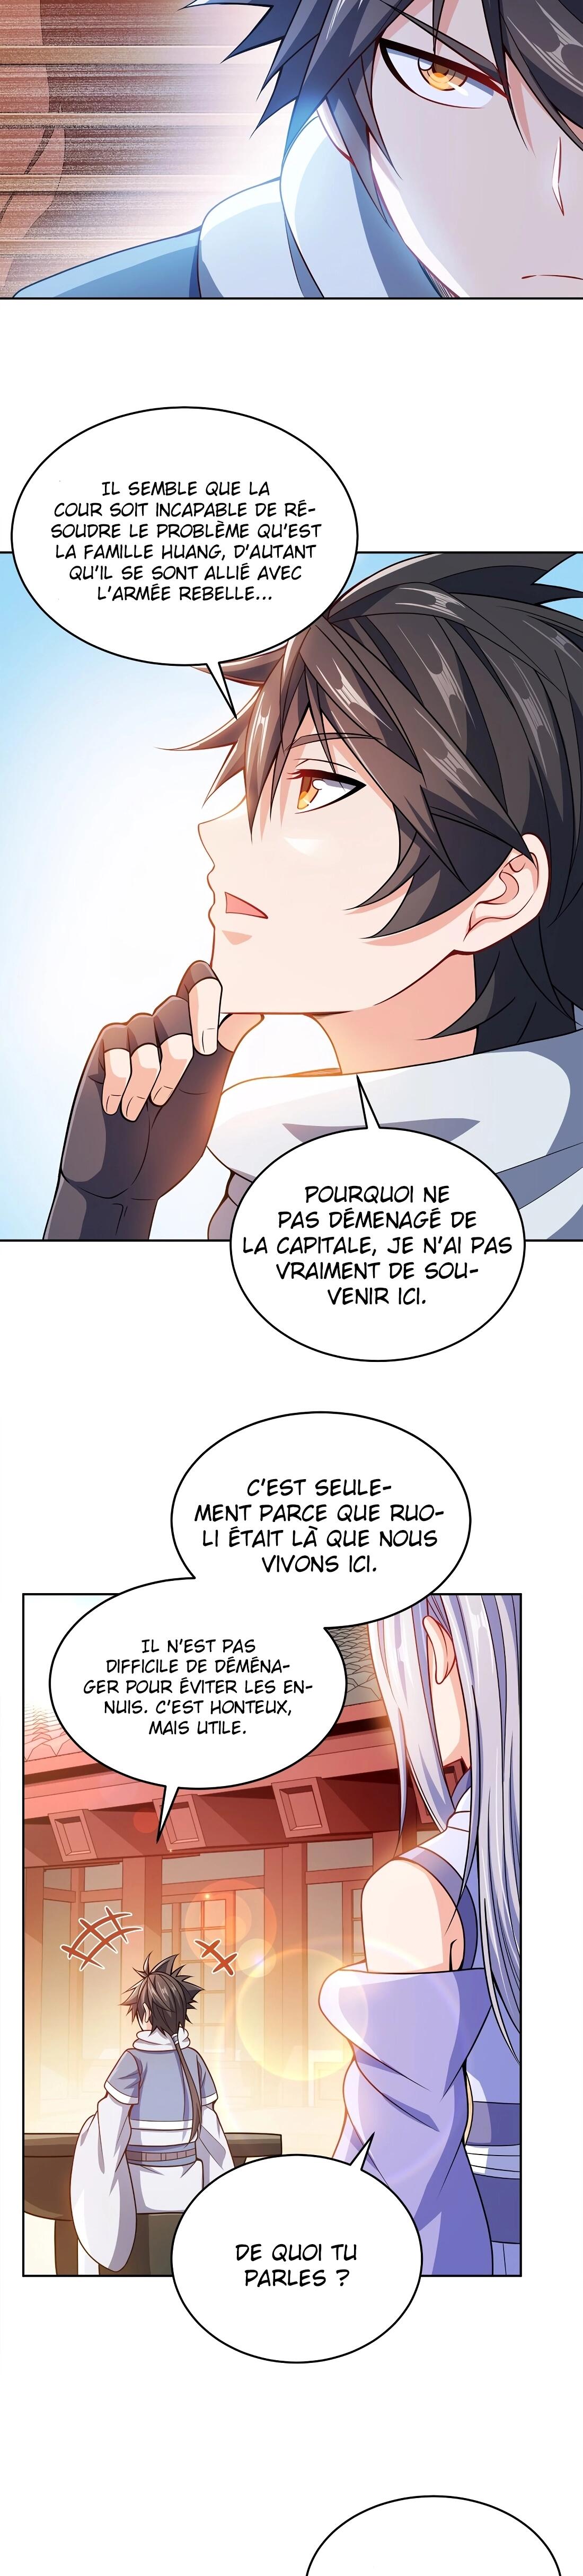 IL SEMBLE QUE LA
COUR SOIT INCAPABLE DE RÉ-
SOUDRE LE PROBLÈME QU'EST
LA FAMILLE HUANG, D'AUTANT
QU'IL SE SONT ALLIÉ AVEC
L'ARMÉE REBELLE...
POURQUOI NE
PAS DÉMENAGÉ DE
LA CAPITALE, JE N'AI PAS
VRAIMENT DE SOU-
VENIR ICI.
C'EST SEULE-
MENT PARCE QUE RUO-
LI ÉTAIT LÀ QUE NOUS
VIVONS ICI.
IL N'EST PAS
DIFFICILE DE DÉMÉNA-
GER POUR ÉVITER LES EN-
NUIS. C'EST HONTEUX,
MAIS UTILE.
DE QUOI TU
PARLES ?